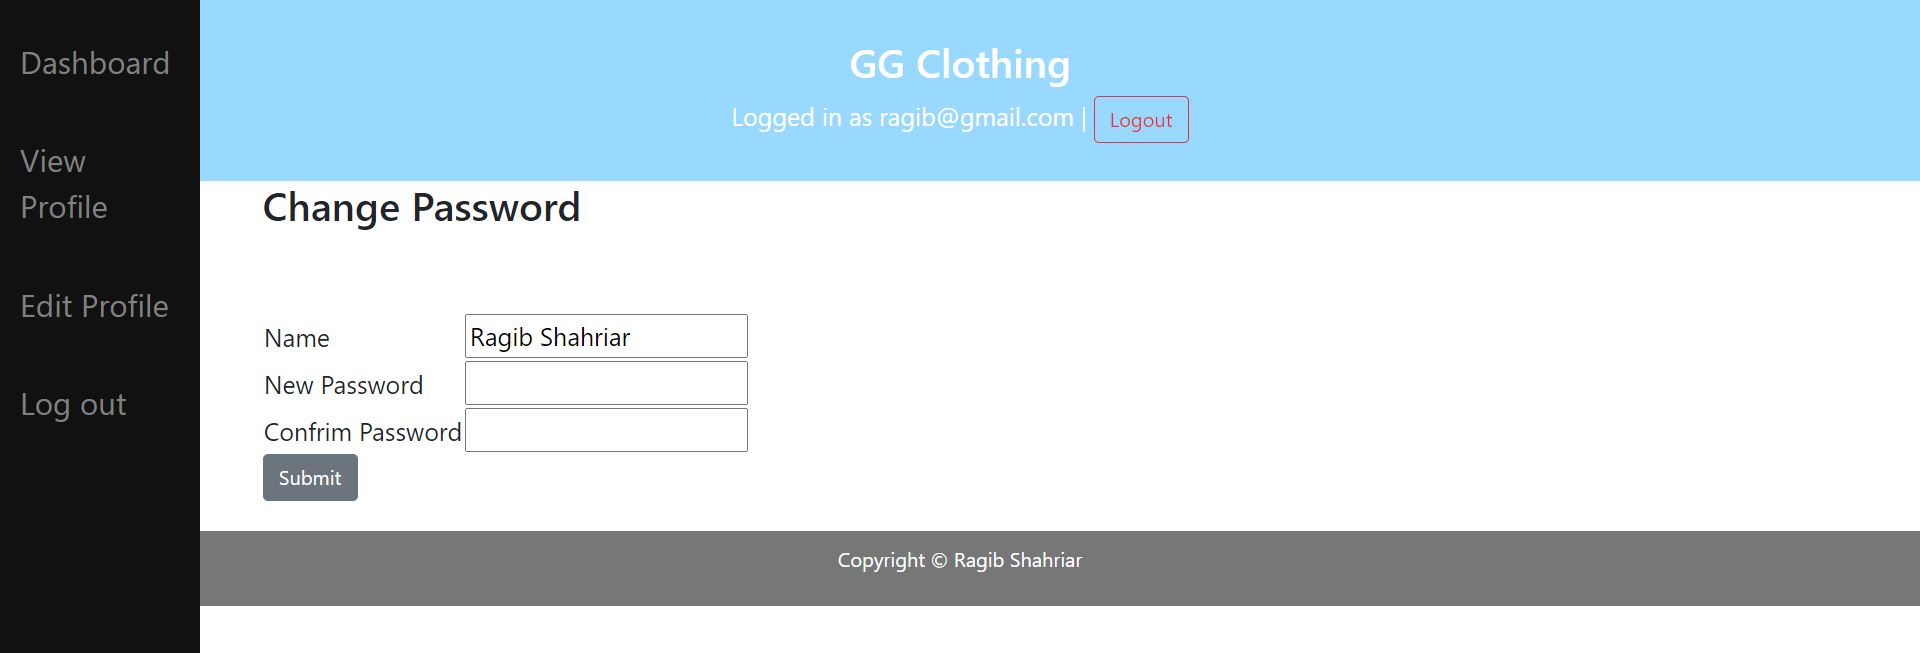 Dashboard
View
Profile
Edit Profile
Log out
GG Clothing
Logged in as ragib@gmail.com | Logout
Change Password
Name Ragib Shahriar
New Password
Confrim Password
Submit
Copyright © Ragib Shahriar